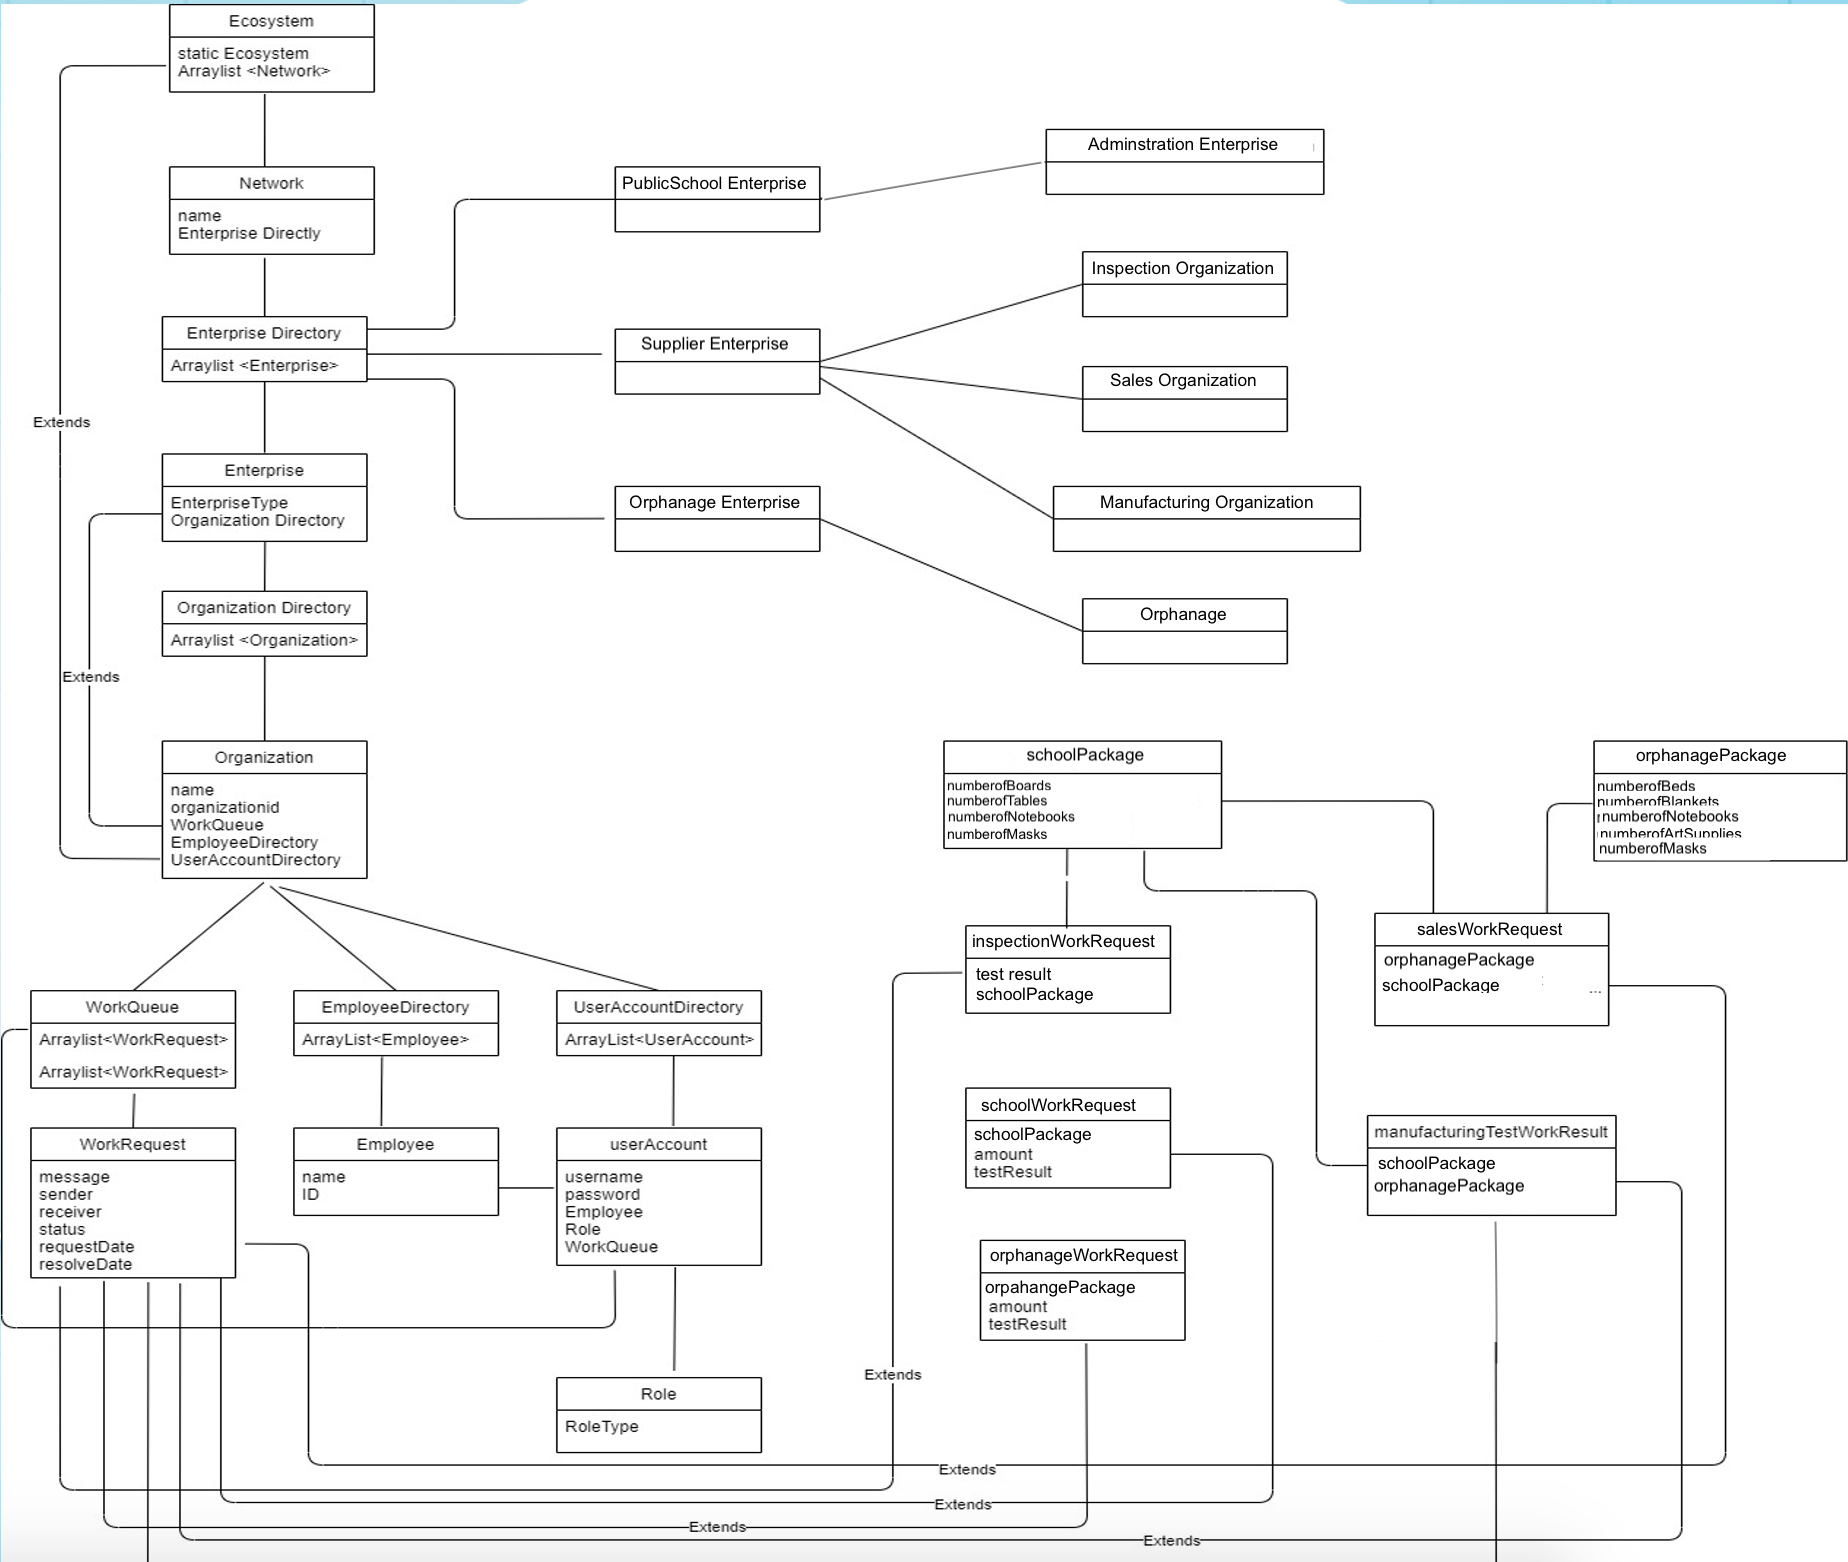 Ecosystem
static Ecosystem
Arraylist <Network>
Network
name
Enterprise Directly
Enterprise Directory
Arraylist <Enterprise>
Extends
Enterprise
EnterpriseType
Organization Directory
Organization Directory
Arraylist <Organization>
Extends
Organization
name
organizationid
WorkQueue
EmployeeDirectory
UserAccountDirectory
PublicSchool Enterprise
Adminstration Enterprise
Supplier Enterprise
Inspection Organization
Sales Organization
Manufacturing Organization
Orphanage Enterprise
Orphanage
WorkQueue
Arraylist<WorkRequest>
Arraylist<WorkRequest>
EmployeeDirectory
ArrayList<Employee>
UserAccountDirectory
ArrayList<UserAccount>
WorkRequest
message
sender
receiver
status
requestDate
resolveDate
Employee
name
ID
userAccount
username
password
Employee
Role
WorkQueue
Role
RoleType
schoolPackage
numberofBoards
numberofTables
numberofNotebooks
numberofMasks
orphanagePackage
numberofBeds
numberofBlankets
numberofNotebooks
numberofArtSupplies
numberofMasks
inspectionWorkRequest
test result
schoolPackage
salesWorkRequest
orphanagePackage
schoolPackage
...
schoolWorkRequest
schoolPackage
amount
testResult
manufacturingTestWorkResult
schoolPackage
orphanagePackage
orphanageWorkRequest
orpahangePackage
amount
testResult
Extends
Extends
Extends
Extends
Extends